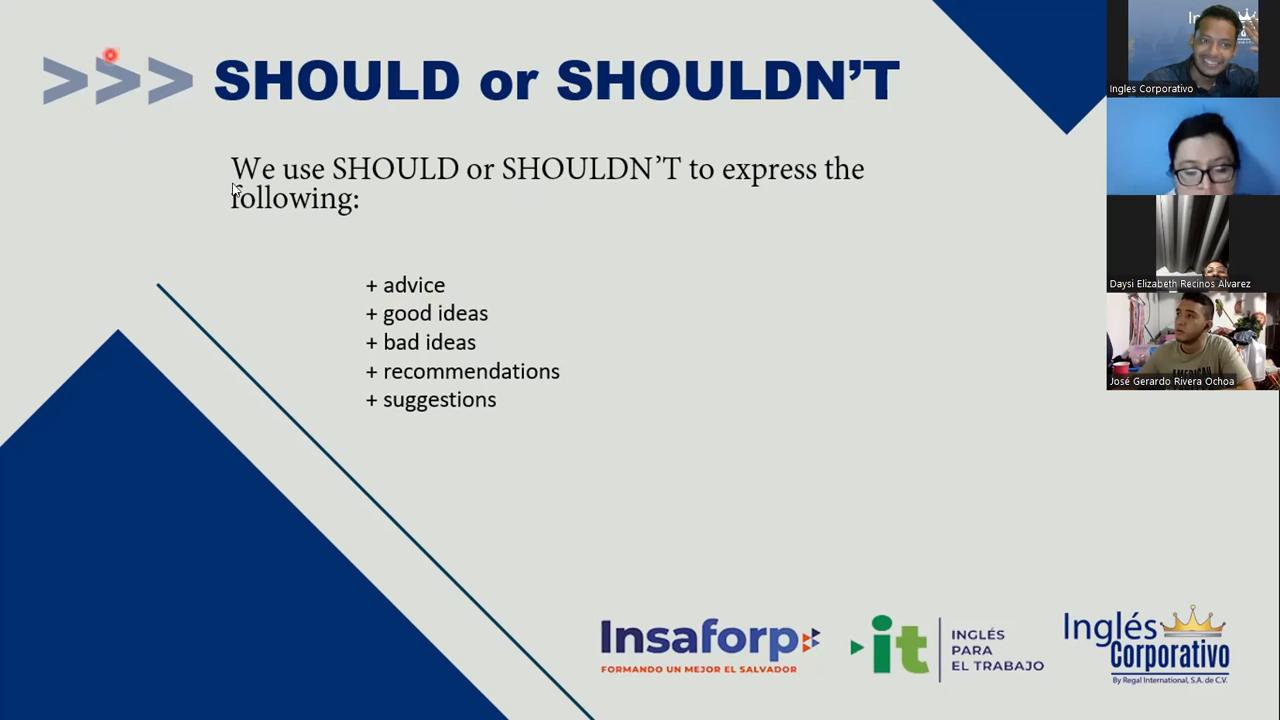 >>> SHOULD or SHOULDN'T
We use SHOULD or SHOULDN'T to express the
following:
+ advice
+ good ideas
+ bad ideas
+ recommendations
+ suggestions
Insaforp
FORMANDO UN MEJOR EL SALVADOR
it
INGLÉS
PARA
EL TRABAJO
Inglés
Corporativo
By Regal International, S.A. de C.V.
Ingles Corporativo
Daysi Elizabeth Recinos Alvarez
AMERICAN
José Gerardo Rivera Ochoa